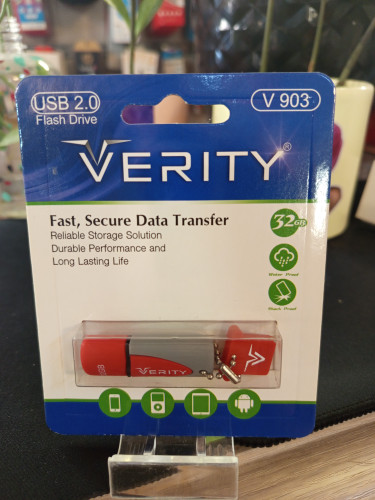 USB 2.0
Flash Drive
V 903
VERITY®
Fast, Secure Data Transfer
Reliable Storage Solution
Durable Performance and
Long Lasting Life
32GB
Water Proof
Shock Proof
VERITY